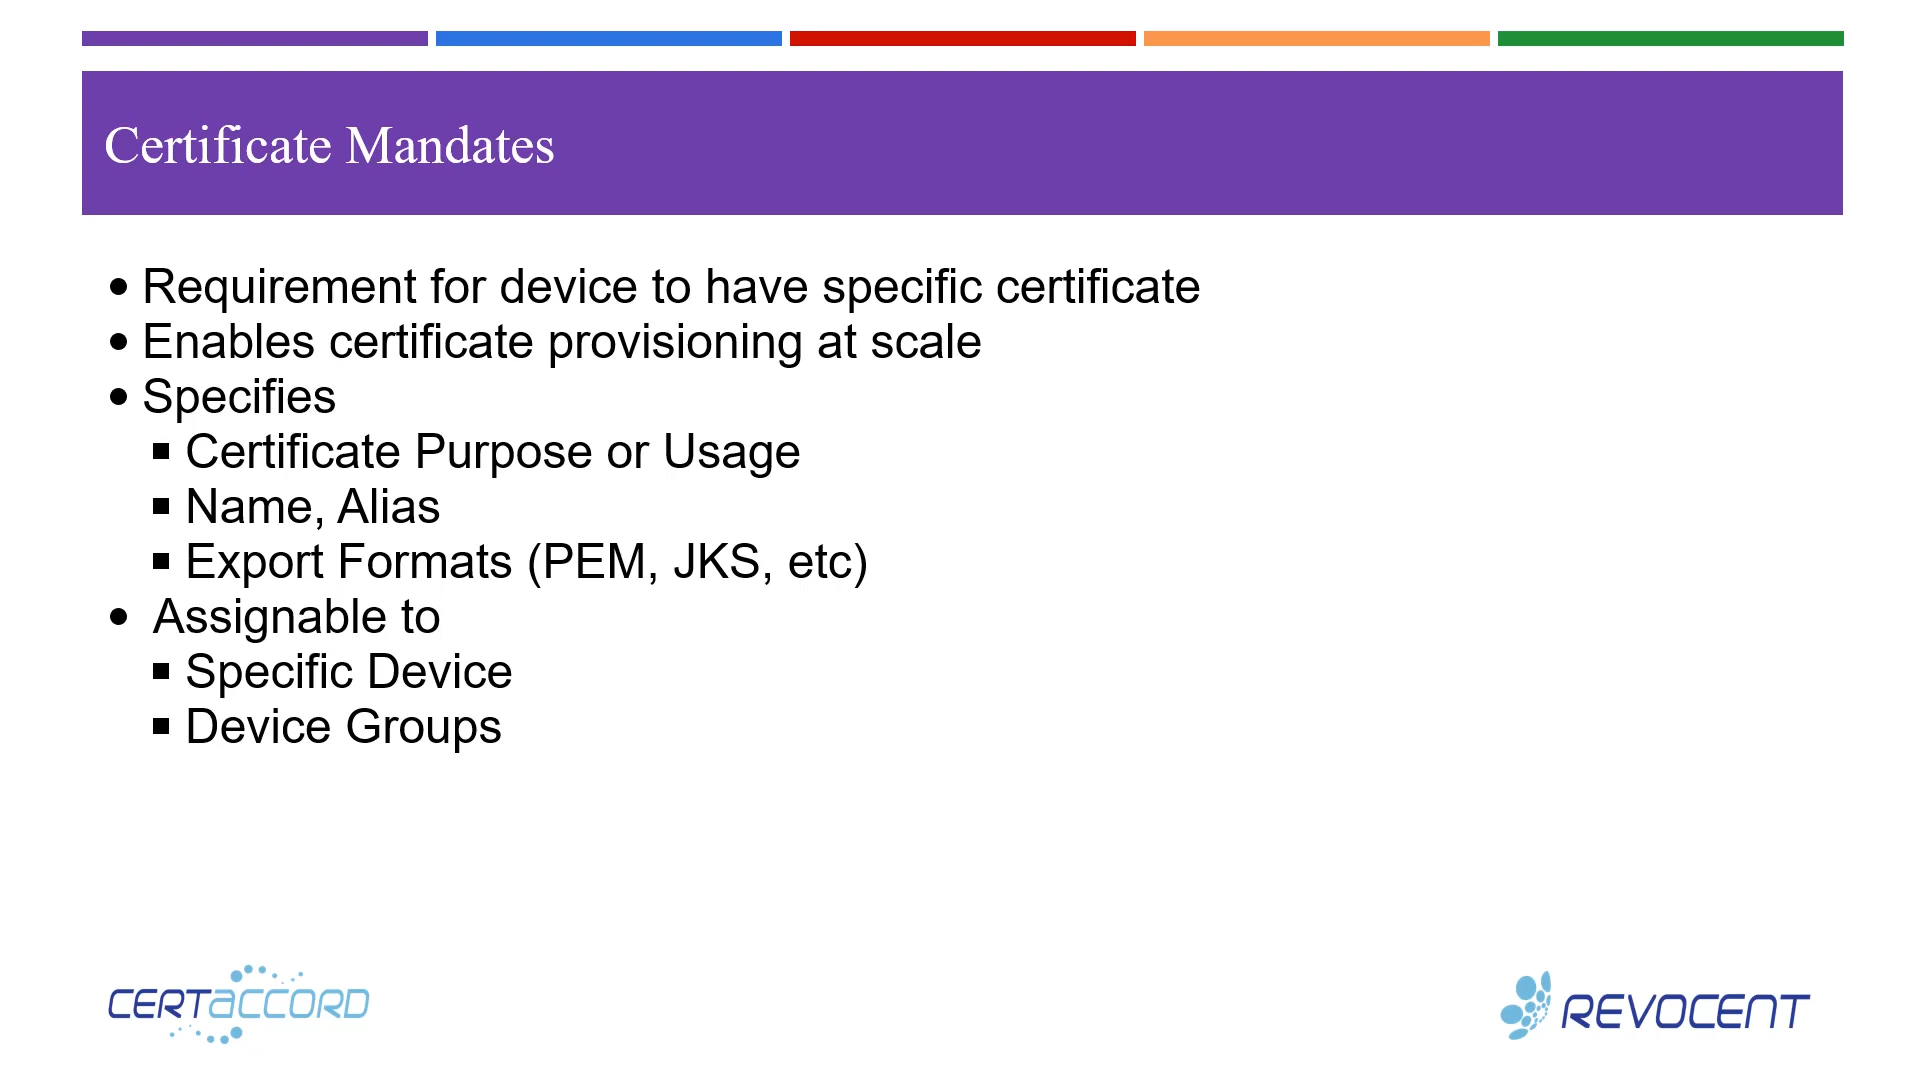 Certificate Mandates
• Requirement for device to have specific certificate
• Enables certificate provisioning at scale
• Specifies
▪ Certificate Purpose or Usage
▪ Name, Alias
▪ Export Formats (PEM, JKS, etc)
• Assignable to
▪ Specific Device
▪ Device Groups
CERTACCORD
REVOCENT